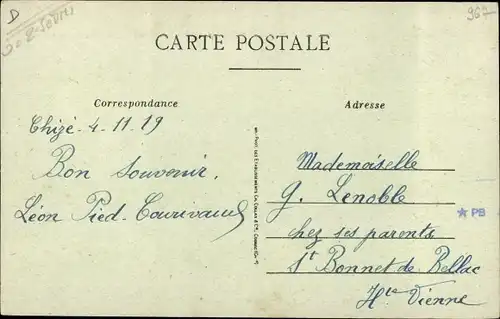 D
CARTE POSTALE
Correspondance
Adresse
Chizé - 4-11-19
Bon souvenir.
Léon Pied-
Mademoiselle
G. Lenoble
chez ses parents
St Bonnet de Bellac
Hte Vienne
★ PB